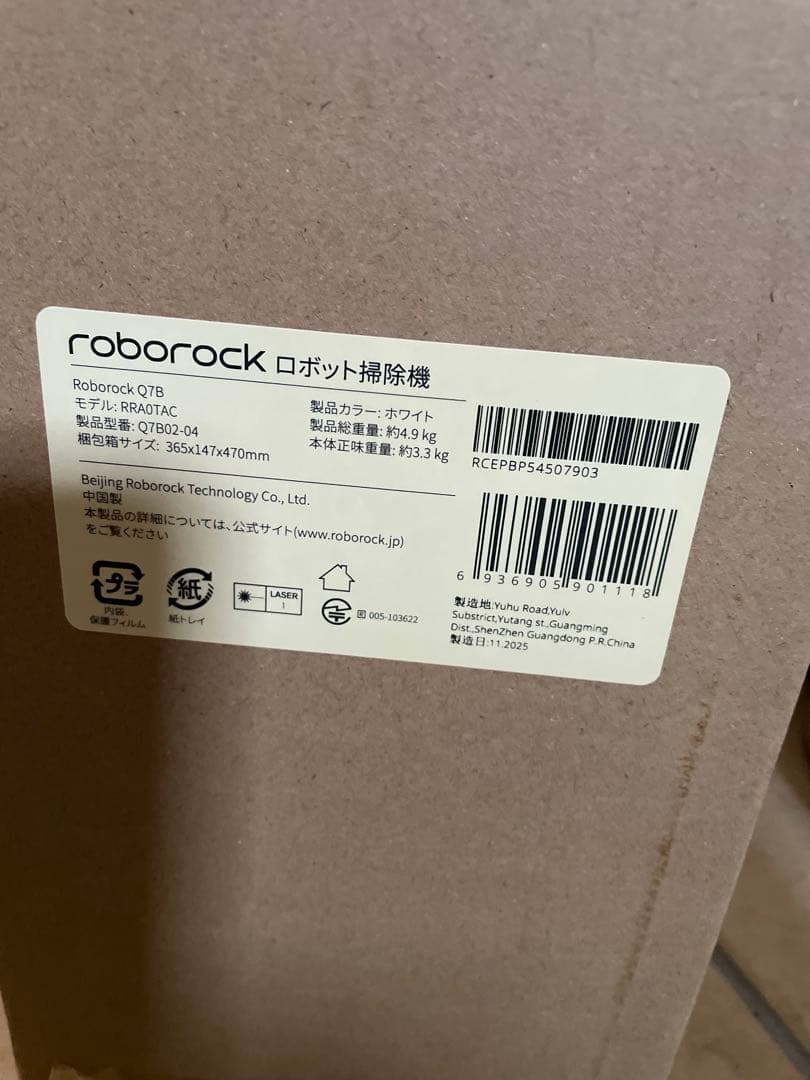 roborock ロボット掃除機
Roborock Q7B
モデル: RRA0TAC
製品型番: Q7B02-04
梱包箱サイズ: 365x147x470mm
製品カラー: ホワイト
製品総重量: 約4.9 kg
本体正味重量: 約3.3 kg
RCEPBP54507903
Beijing Roborock Technology Co., Ltd.
中国製
本製品の詳細については、公式サイト(www.roborock.jp)
をご覧ください
6 936905 901118
プラ
内袋、
保護フィルム
紙
紙トレイ
LASER
1
R 005-103622
製造地:Yuhu Road,Yulv
Substrict,Yutang st.,Guangming
Dist.,ShenZhen Guangdong P.R.China
製造日:11.2025